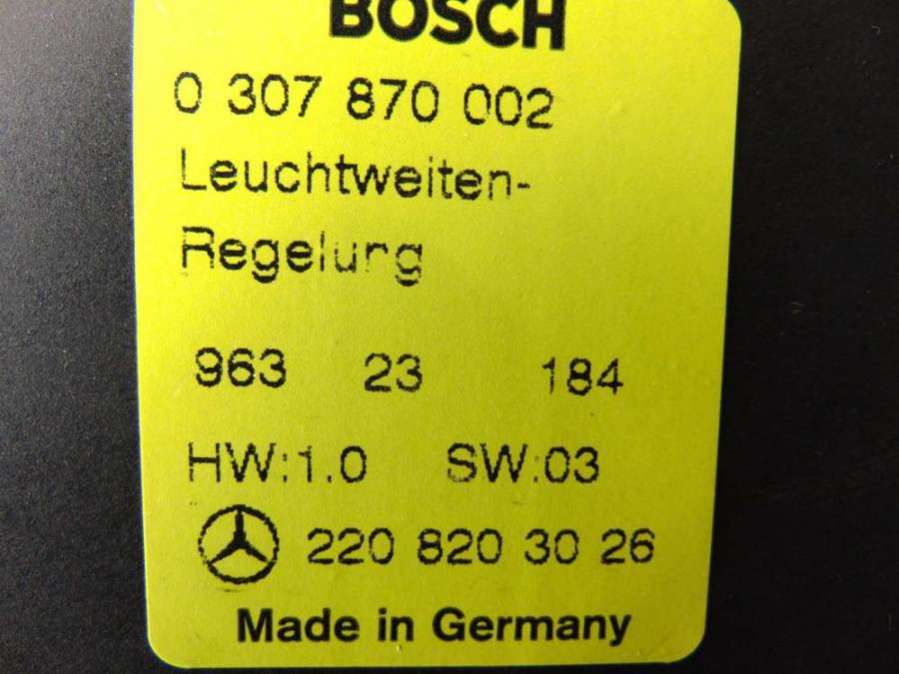 BOSCH
0 307 870 002
Leuchtweiten-
Regelung
963 23 184
HW:1.0 SW:03
220 820 30 26
Made in Germany